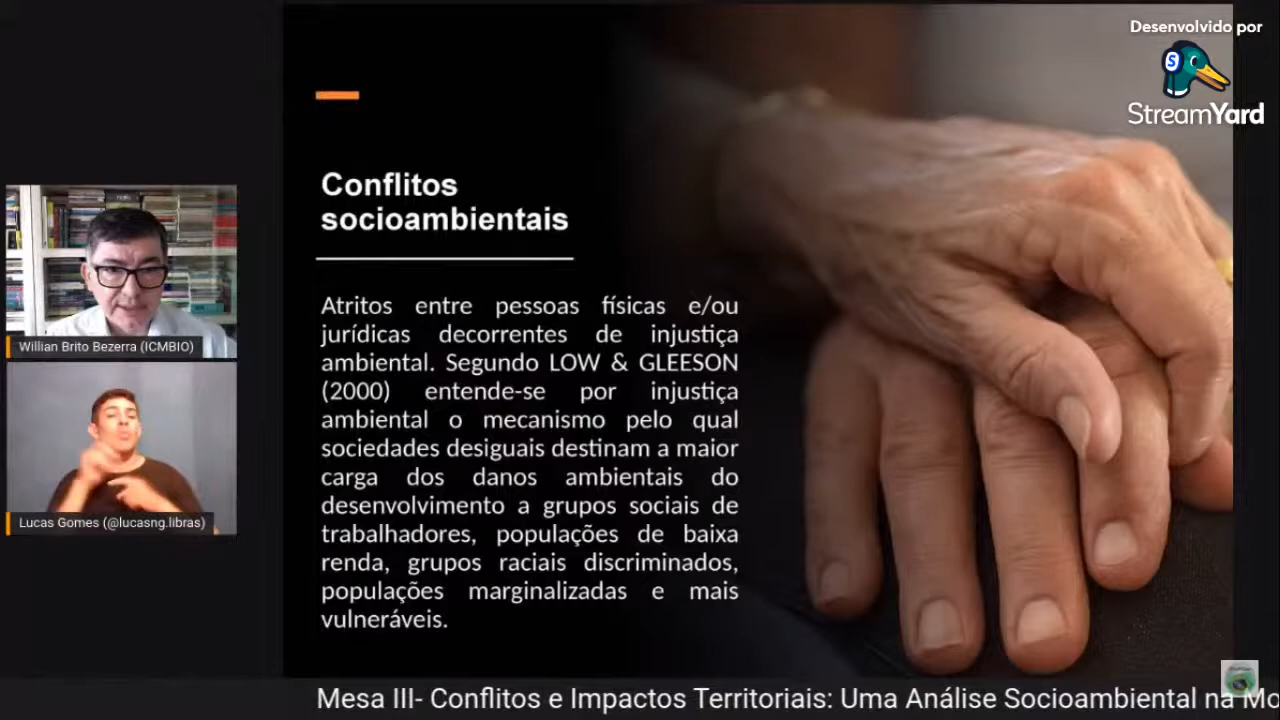 Desenvolvido por
StreamYard
Conflitos
socioambientais
Atritos entre pessoas físicas e/ou
jurídicas decorrentes de injustiça
ambiental. Segundo LOW & GLEESON
(2000) entende-se por injustiça
ambiental o mecanismo pelo qual
sociedades desiguais destinam a maior
carga dos danos ambientais do
desenvolvimento a grupos sociais de
trabalhadores, populações de baixa
renda, grupos raciais discriminados,
populações marginalizadas e mais
vulneráveis.
Willian Brito Bezerra (ICMBIO)
Lucas Gomes (@lucasng.libras)
Mesa III- Conflitos e Impactos Territoriais: Uma Análise Socioambiental na Mo